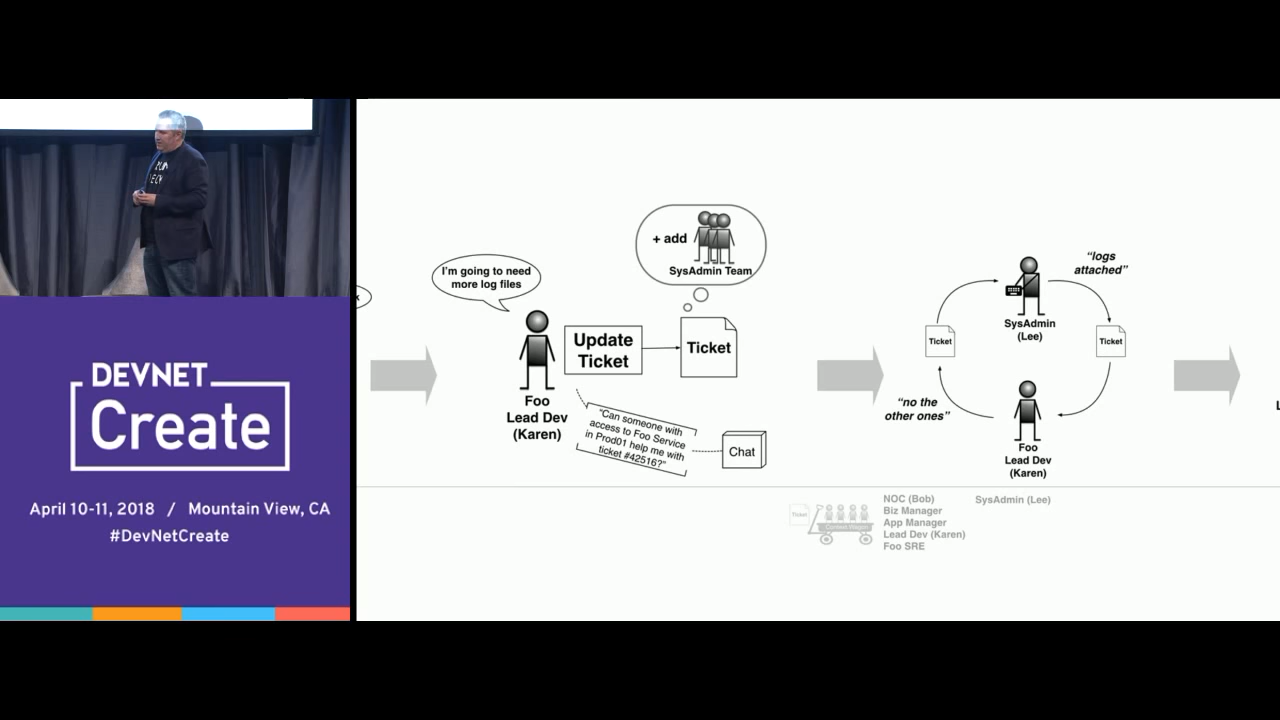 DEVNET
Create
April 10-11, 2018 / Mountain View, CA
#DevNetCreate
I'm going to need
more log files
+ add
SysAdmin Team
Update
Ticket
Ticket
Foo
Lead Dev
(Karen)
"Can someone with
access to Foo Service
in Prod01 help me with
ticket #42516?"
Chat
"logs
attached"
SysAdmin
(Lee)
Ticket
Ticket
"no the
other ones"
Foo
Lead Dev
(Karen)
Ticket
NOC (Bob)
Biz Manager
App Manager
Lead Dev (Karen)
Foo SRE
SysAdmin (Lee)